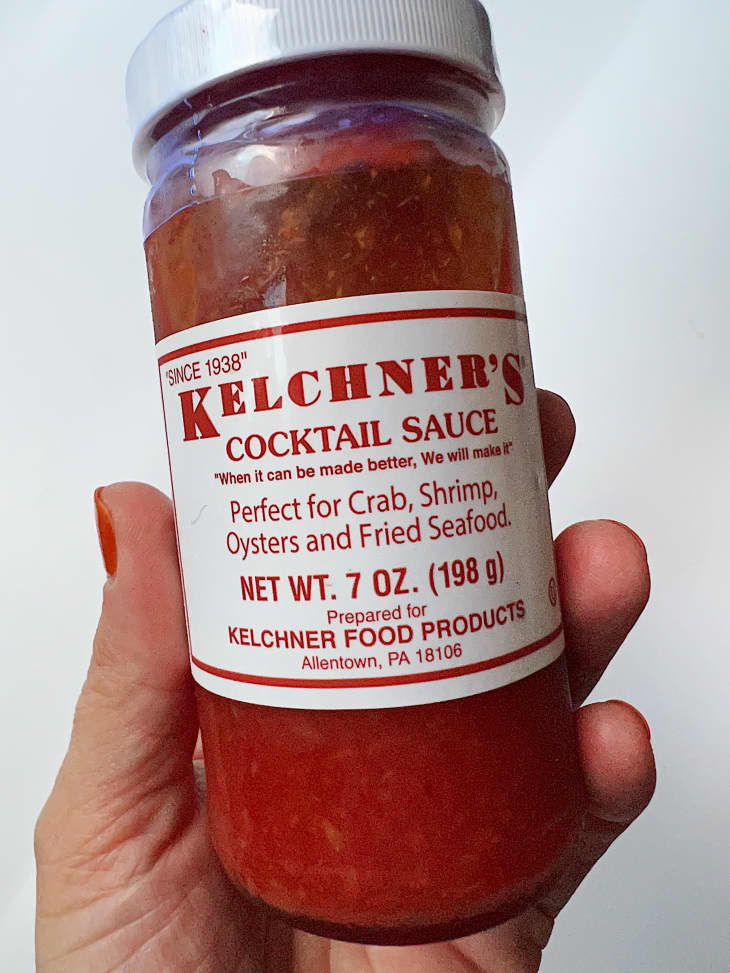 "SINCE 1938"
KELCHNER'S
COCKTAIL SAUCE
"When it can be made better, We will make it"
Perfect for Crab, Shrimp,
Oysters and Fried Seafood.
NET WT. 7 OZ. (198 g)
Prepared for
KELCHNER FOOD PRODUCTS
Allentown, PA 18106